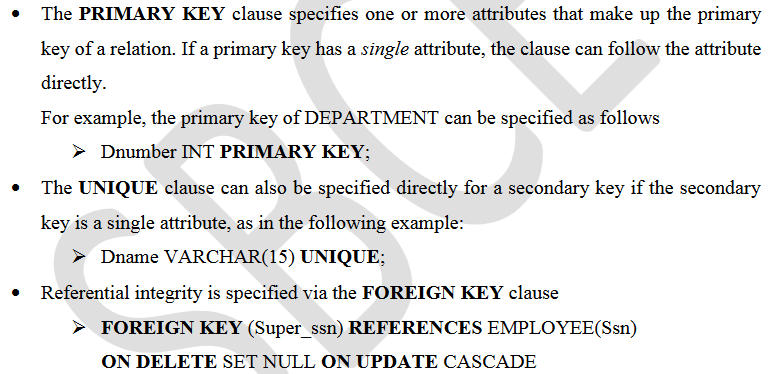 • The PRIMARY KEY clause specifies one or more attributes that make up the primary
key of a relation. If a primary key has a single attribute, the clause can follow the attribute
directly.
For example, the primary key of DEPARTMENT can be specified as follows
➢ Dnumber INT PRIMARY KEY;
• The UNIQUE clause can also be specified directly for a secondary key if the secondary
key is a single attribute, as in the following example:
➢ Dname VARCHAR(15) UNIQUE;
• Referential integrity is specified via the FOREIGN KEY clause
➢ FOREIGN KEY (Super_ssn) REFERENCES EMPLOYEE(Ssn)
ON DELETE SET NULL ON UPDATE CASCADE